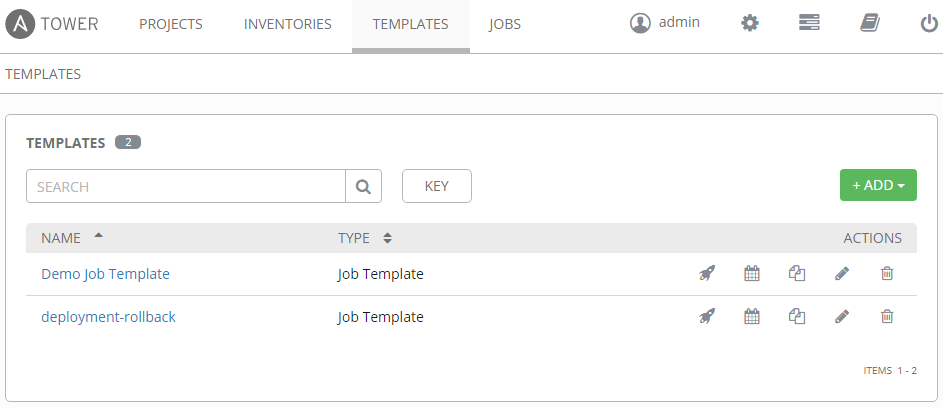 TOWER PROJECTS INVENTORIES TEMPLATES JOBS admin
TEMPLATES
TEMPLATES 2
SEARCH KEY + ADD
NAME TYPE ACTIONS
Demo Job Template Job Template
deployment-rollback Job Template
ITEMS 1 - 2